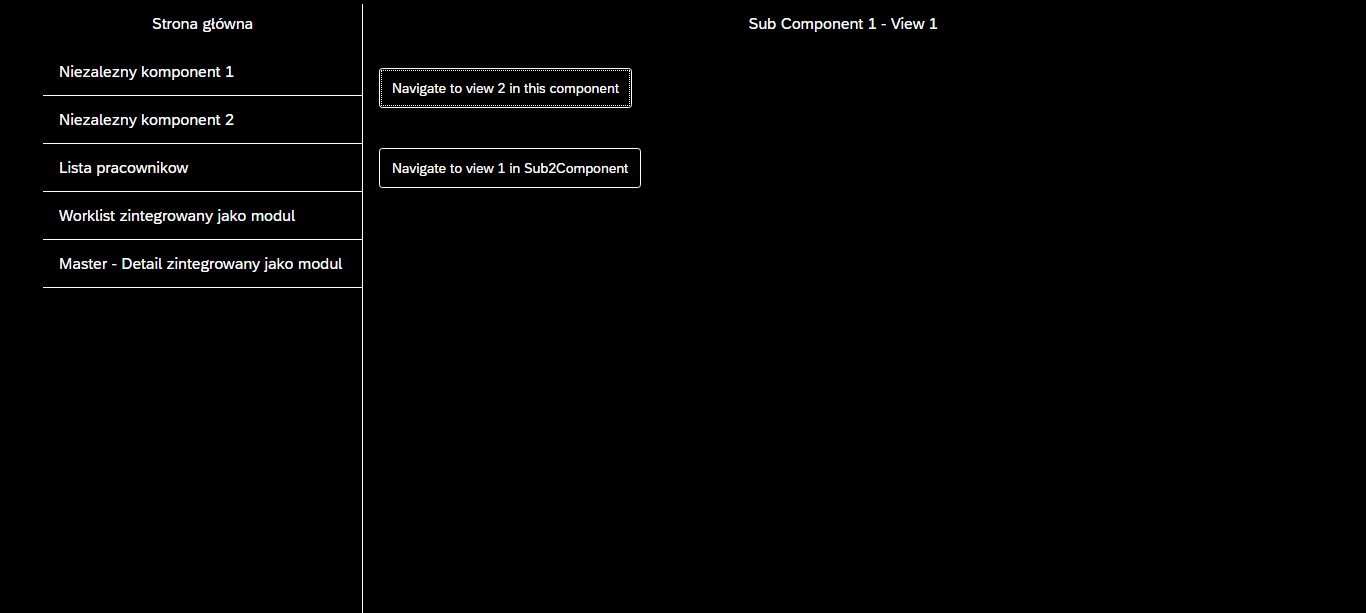 Strona główna
Niezalezny komponent 1
Niezalezny komponent 2
Lista pracownikow
Worklist zintegrowany jako modul
Master - Detail zintegrowany jako modul
Sub Component 1 - View 1
Navigate to view 2 in this component
Navigate to view 1 in Sub2Component